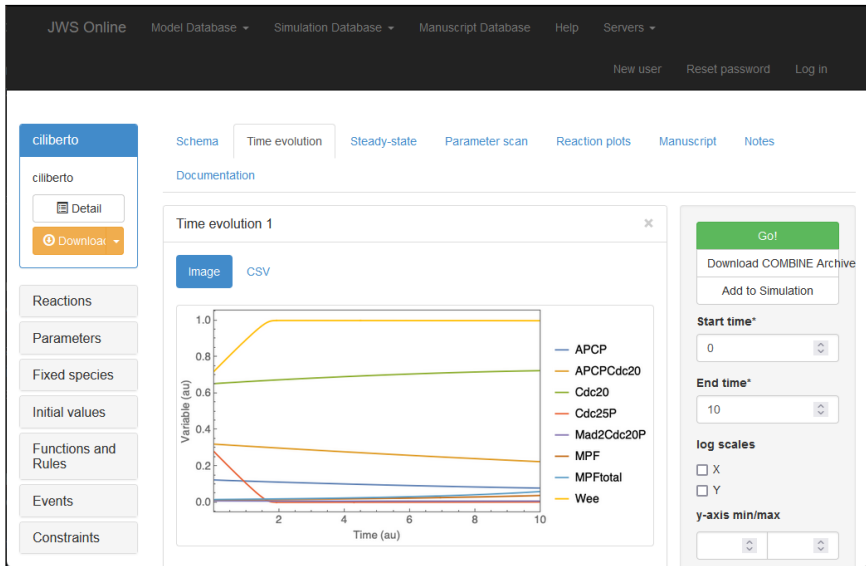 JWS Online Model Database Simulation Database Manuscript Database Help Servers
New user Reset password Log in
ciliberto
ciliberto
Detail
Download
Reactions
Parameters
Fixed species
Initial values
Functions and
Rules
Events
Constraints
Schema Time evolution Steady-state Parameter scan Reaction plots Manuscript Notes
Documentation
Time evolution 1 ×
Image CSV
Variable (au)
1.0
0.8
0.6
0.4
0.2
0.0
2 4 6 8 10
Time (au)
APCP
APCPCdc20
Cdc20
Cdc25P
Mad2Cdc20P
MPF
MPFtotal
Wee
Go!
Download COMBINE Archive
Add to Simulation
Start time*
0
End time*
10
log scales
X
Y
y-axis min/max